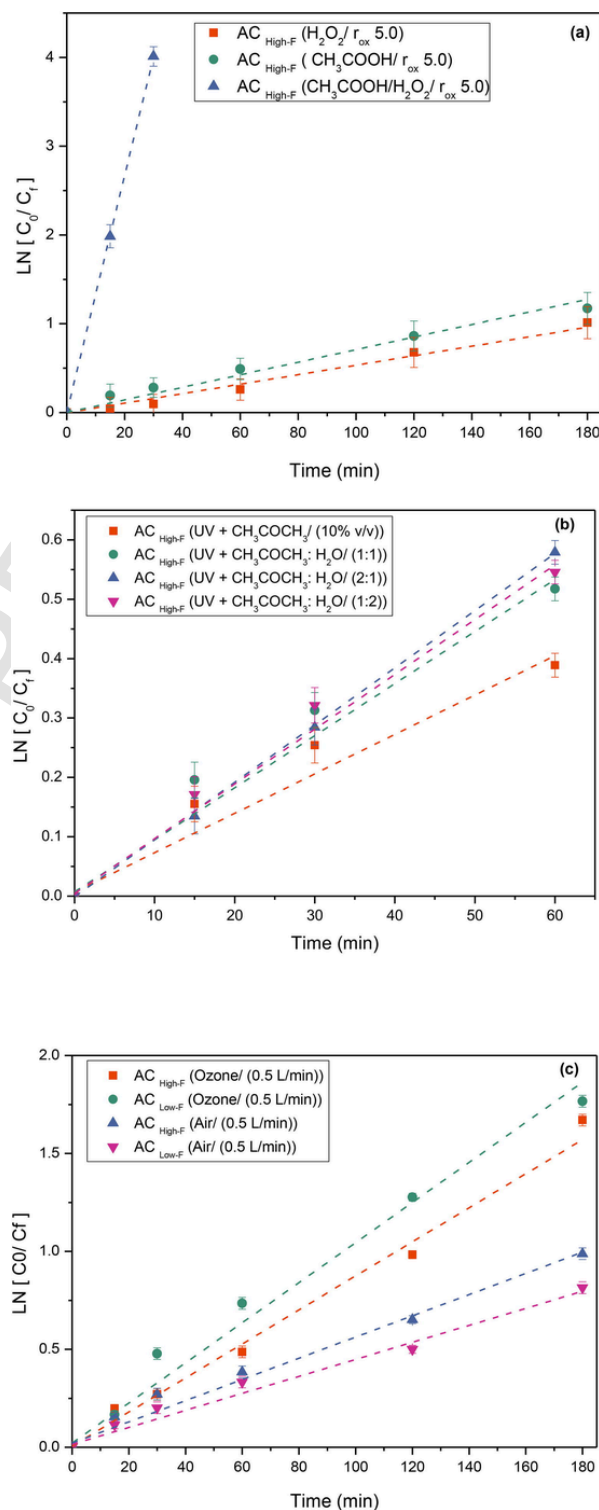 (a)
AC High-F (H₂O₂/ rₒₓ 5.0)
AC High-F ( CH₃COOH/ rₒₓ 5.0)
AC High-F (CH₃COOH/H₂O₂/ rₒₓ 5.0)
LN [ C₀/ C_f ]
4
3
2
1
0
0 20 40 60 80 100 120 140 160 180
Time (min)
(b)
AC High-F (UV + CH₃COCH₃/ (10% v/v))
AC High-F (UV + CH₃COCH₃: H₂O/ (1:1))
AC High-F (UV + CH₃COCH₃: H₂O/ (2:1))
AC High-F (UV + CH₃COCH₃: H₂O/ (1:2))
LN [ C₀/ C_f ]
0.6
0.5
0.4
0.3
0.2
0.1
0.0
0 10 20 30 40 50 60
Time (min)
(c)
AC High-F (Ozone/ (0.5 L/min))
AC Low-F (Ozone/ (0.5 L/min))
AC High-F (Air/ (0.5 L/min))
AC Low-F (Air/ (0.5 L/min))
LN [ C0/ Cf ]
2.0
1.5
1.0
0.5
0.0
0 20 40 60 80 100 120 140 160 180
Time (min)